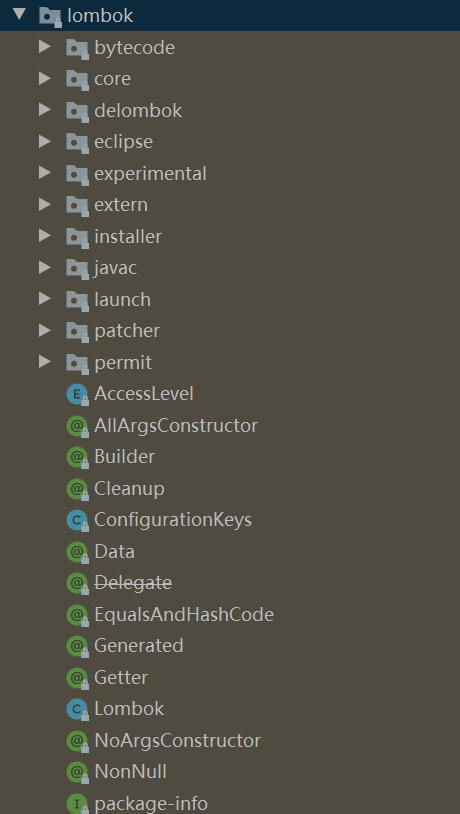 lombok
bytecode
core
delombok
eclipse
experimental
extern
installer
javac
launch
patcher
permit
E AccessLevel
@ AllArgsConstructor
@ Builder
@ Cleanup
C ConfigurationKeys
@ Data
@ Delegate
@ EqualsAndHashCode
@ Generated
@ Getter
C Lombok
@ NoArgsConstructor
@ NonNull
I package-info